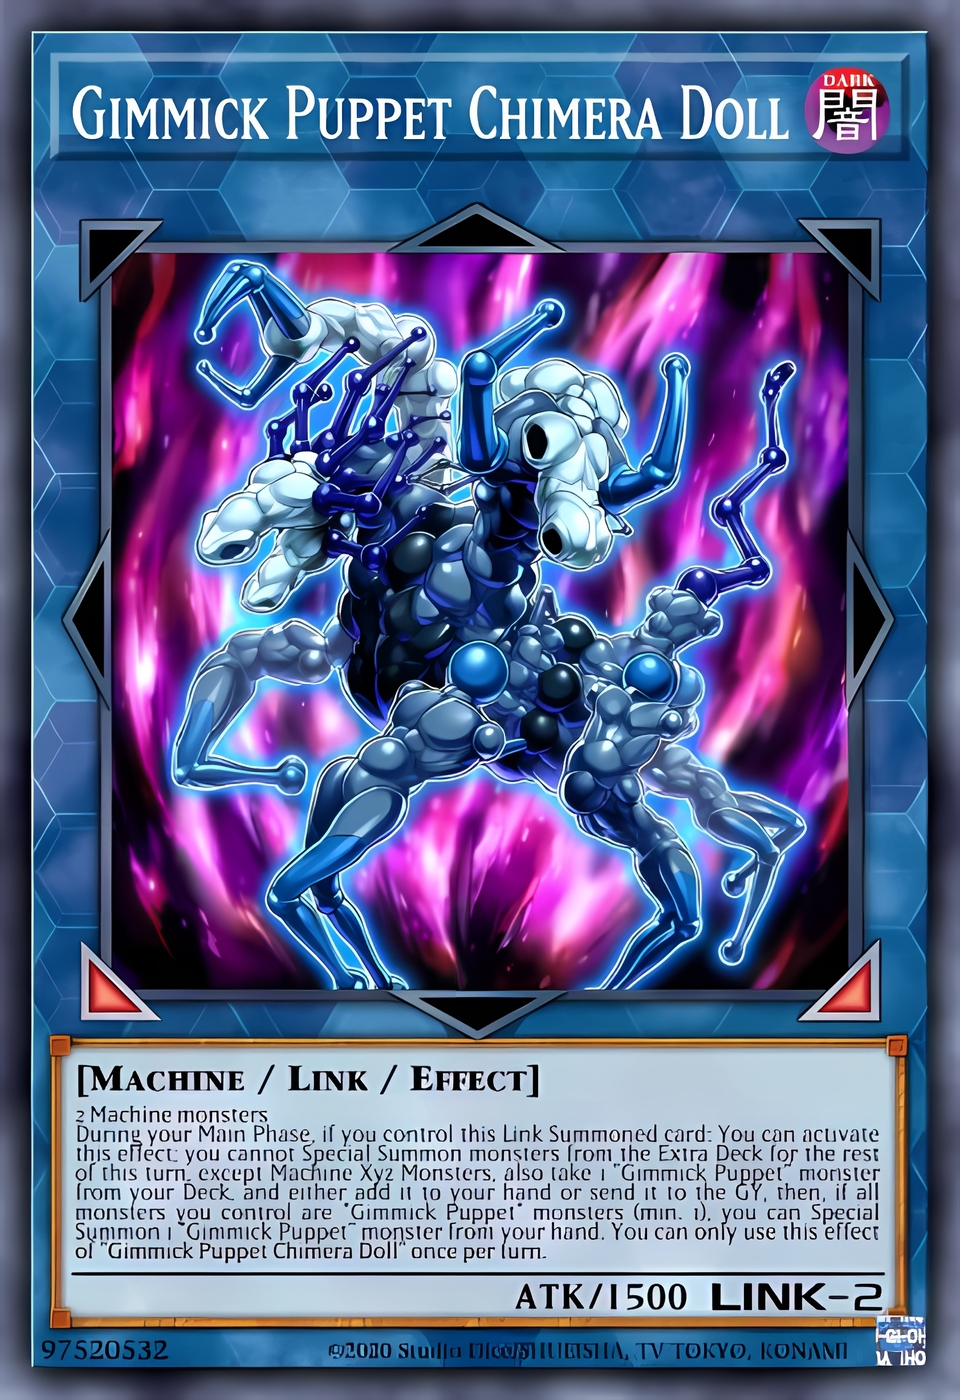 GIMMICK PUPPET CHIMERA DOLL
DARK
闇
[MACHINE / LINK / EFFECT]
2 Machine monsters
During your Main Phase, if you control this Link Summoned card: You can activate
this effect; you cannot Special Summon monsters from the Extra Deck for the rest
of this turn, except Machine Xyz Monsters, also take 1 "Gimmick Puppet" monster
from your Deck, and either add it to your hand or send it to the GY, then, if all
monsters you control are "Gimmick Puppet" monsters (min. 1), you can Special
Summon 1 "Gimmick Puppet" monster from your hand. You can only use this effect
of "Gimmick Puppet Chimera Doll" once per turn.
ATK/1500 LINK-2
97520532
TV TOKYO, KONAMI